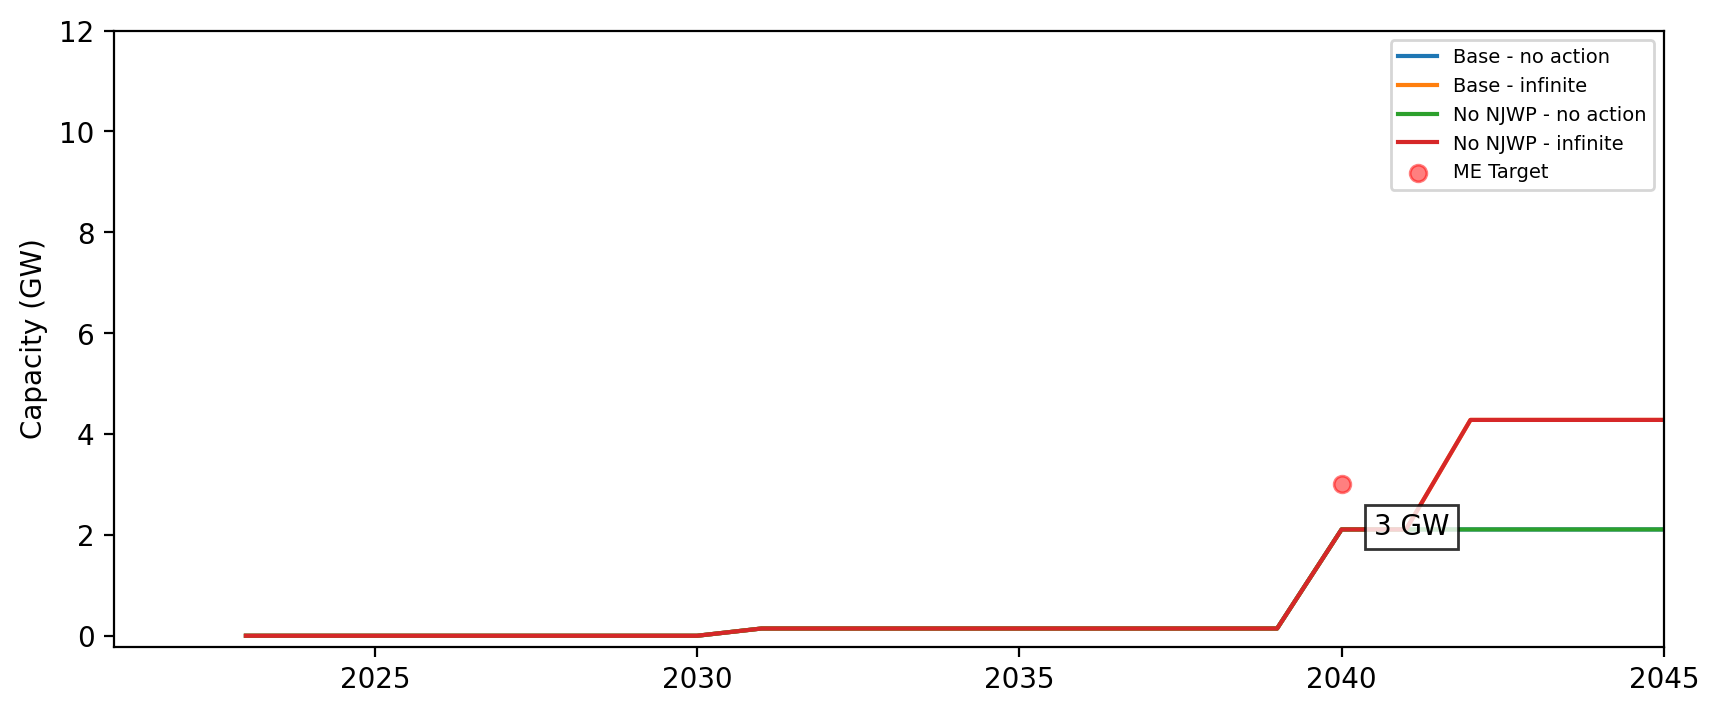 12
10
8
6
4
2
0
Capacity (GW)
Base - no action
Base - infinite
No NJWP - no action
No NJWP - infinite
ME Target
3 GW
2025
2030
2035
2040
2045